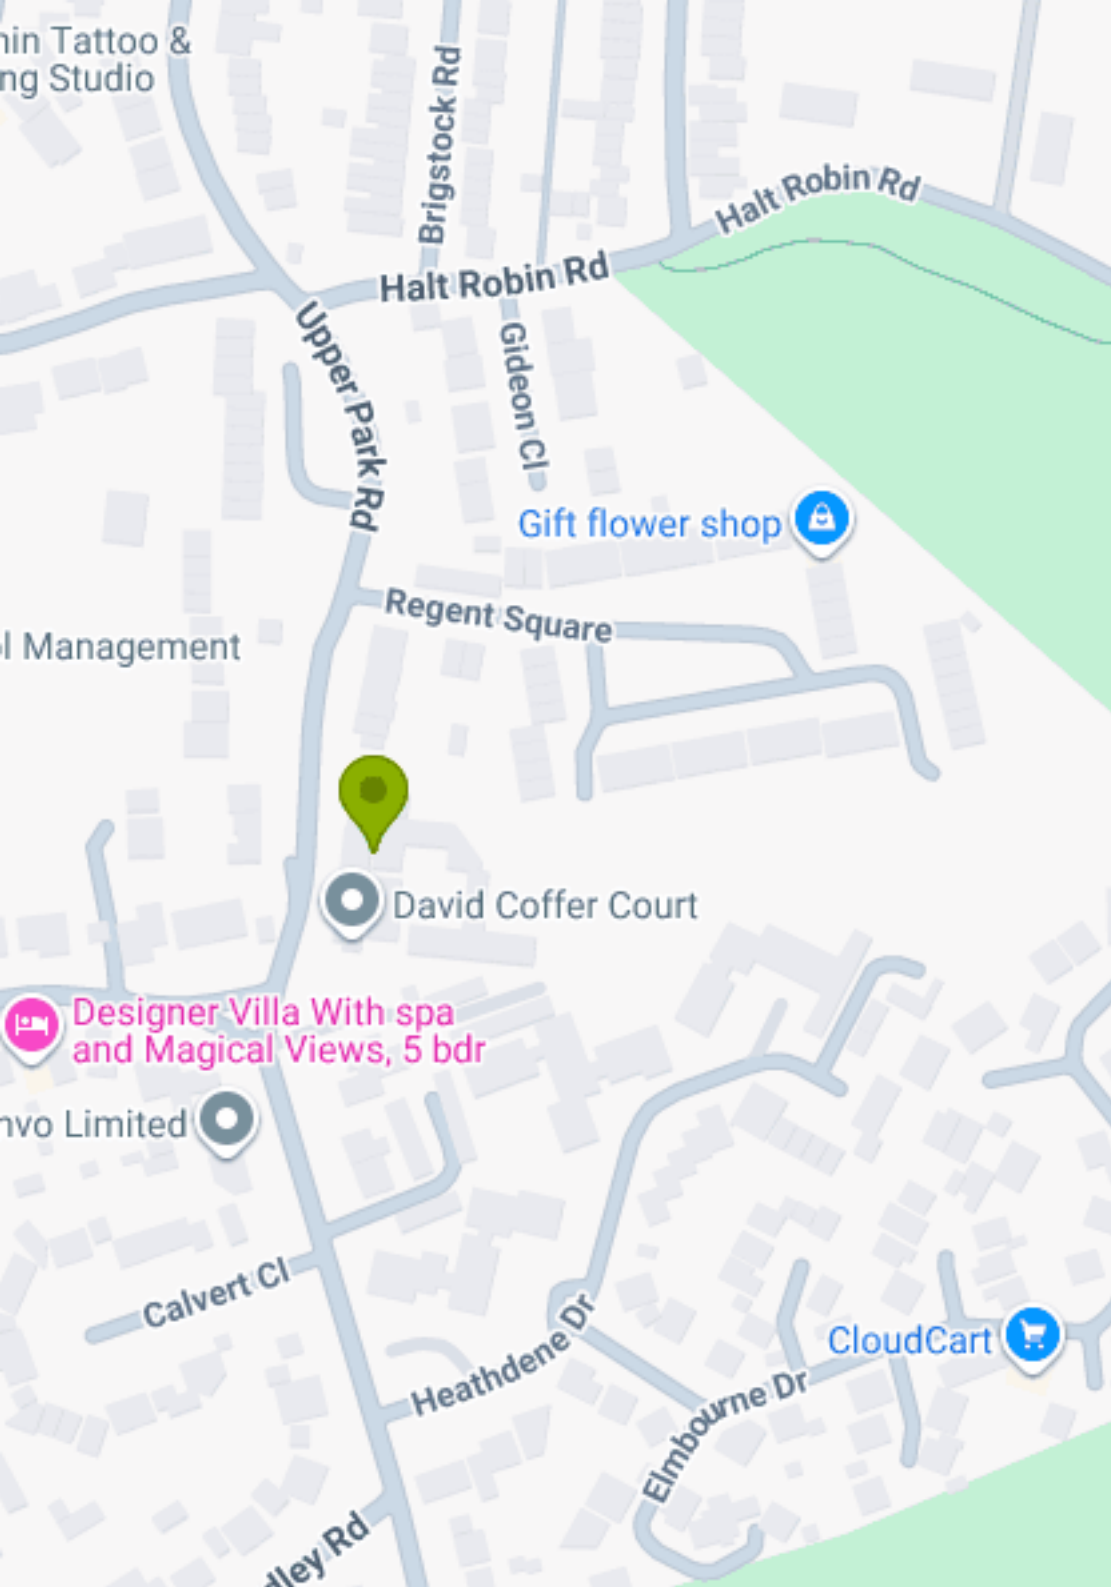 nin Tattoo &
ng Studio
Brigstock Rd
Halt Robin Rd
Halt Robin Rd
Upper Park Rd
Gideon Cl
Gift flower shop
Regent Square
l Management
David Coffer Court
Designer Villa With spa
and Magical Views, 5 bdr
nvo Limited
Calvert Cl
Heathdene Dr
CloudCart
Elmbourne Dr
dley Rd